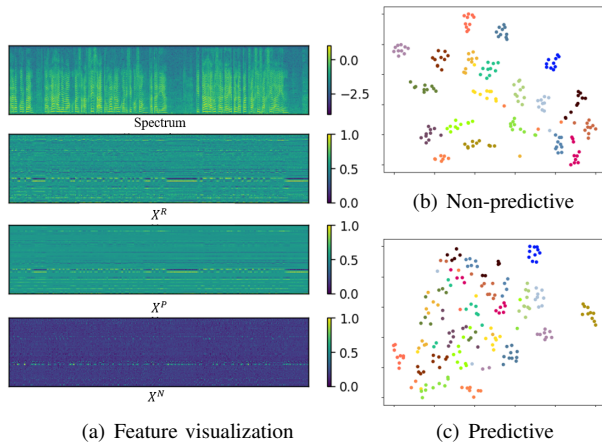 0.0
−2.5
Spectrum
1.0
0.5
0.0
X^R
1.0
0.5
0.0
X^P
1.0
0.5
0.0
X^N
(a) Feature visualization
(b) Non-predictive
(c) Predictive